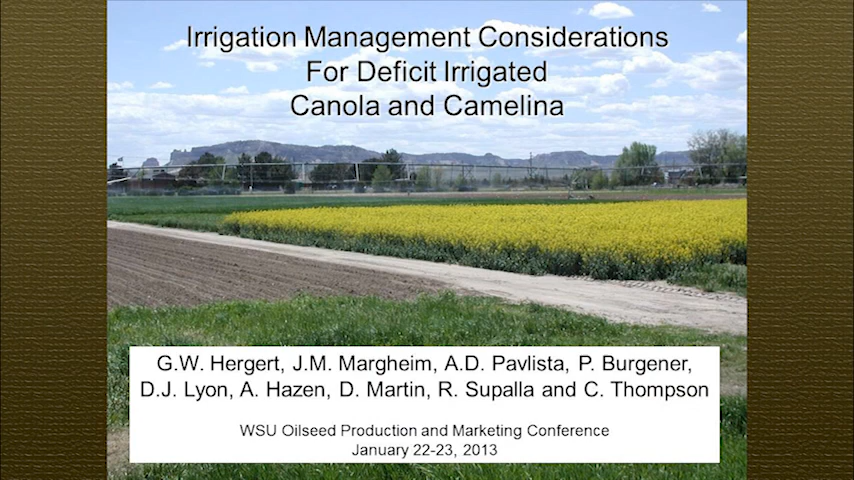 Irrigation Management Considerations
For Deficit Irrigated
Canola and Camelina
G.W. Hergert, J.M. Margheim, A.D. Pavlista, P. Burgener,
D.J. Lyon, A. Hazen, D. Martin, R. Supalla and C. Thompson
WSU Oilseed Production and Marketing Conference
January 22-23, 2013